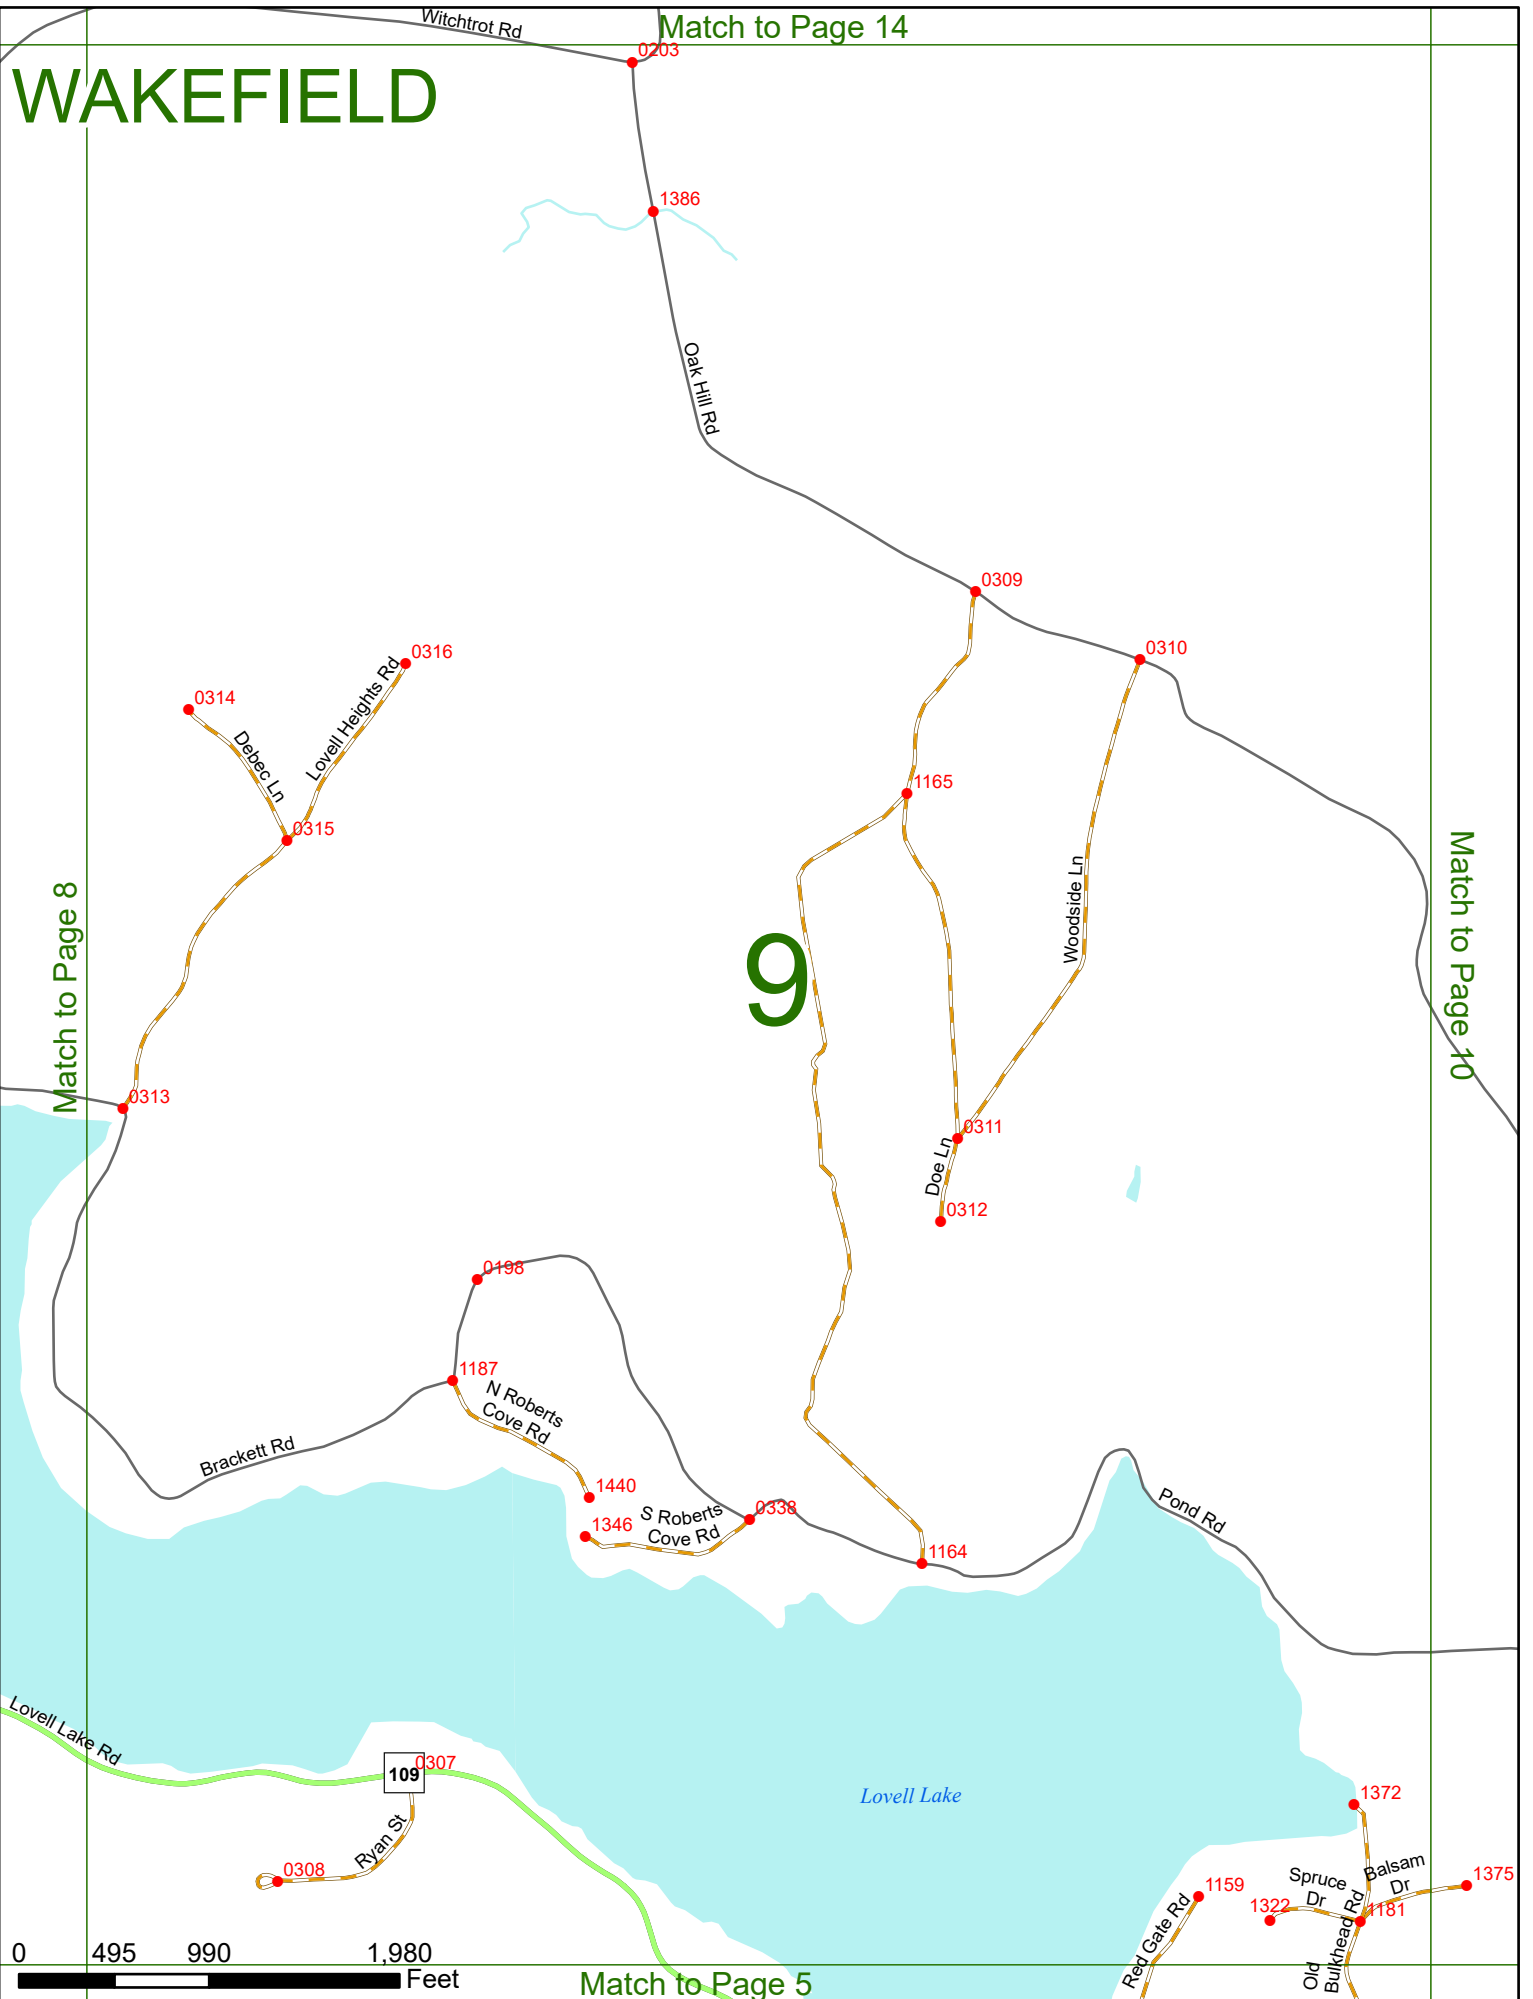 Witchtrot Rd
Match to Page 14
0203
WAKEFIELD
1386
Oak Hill Rd
0309
0310
0316
0314
Lovell Heights Rd
Debec Ln
1165
0315
Match to Page 8
Woodside Ln
Match to Page 10
9
0313
0311
Doe Ln
0312
0198
1187
N Roberts
Cove Rd
Brackett Rd
1440
S Roberts
Cove Rd
0338
1346
Pond Rd
1164
Lovell Lake Rd
109
0307
Lovell Lake
1372
Ryan St
0308
Spruce
Dr
Balsam
Dr
1375
1159
1322
1181
Red Gate Rd
Old
Bulkhead Rd
0 495 990 1,980
Feet
Match to Page 5